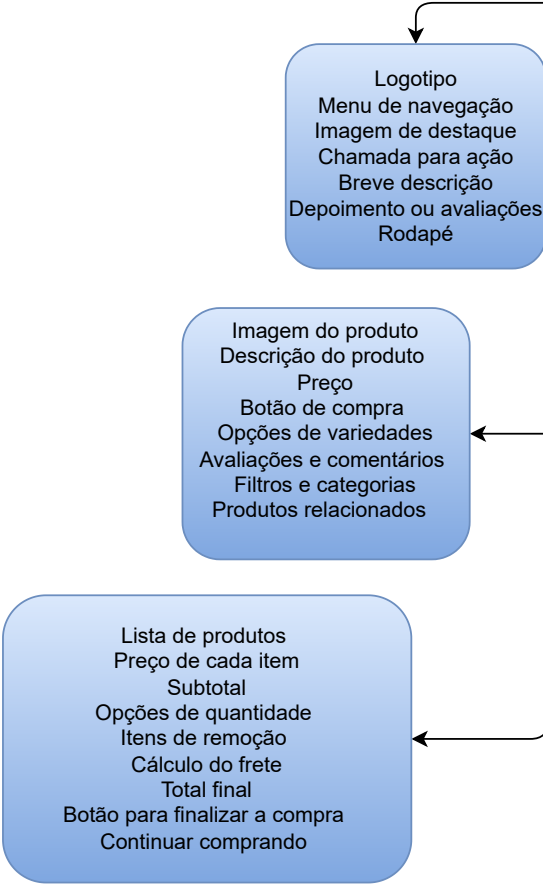 Logotipo
Menu de navegação
Imagem de destaque
Chamada para ação
Breve descrição
Depoimento ou avaliações
Rodapé
Imagem do produto
Descrição do produto
Preço
Botão de compra
Opções de variedades
Avaliações e comentários
Filtros e categorias
Produtos relacionados
Lista de produtos
Preço de cada item
Subtotal
Opções de quantidade
Itens de remoção
Cálculo do frete
Total final
Botão para finalizar a compra
Continuar comprando